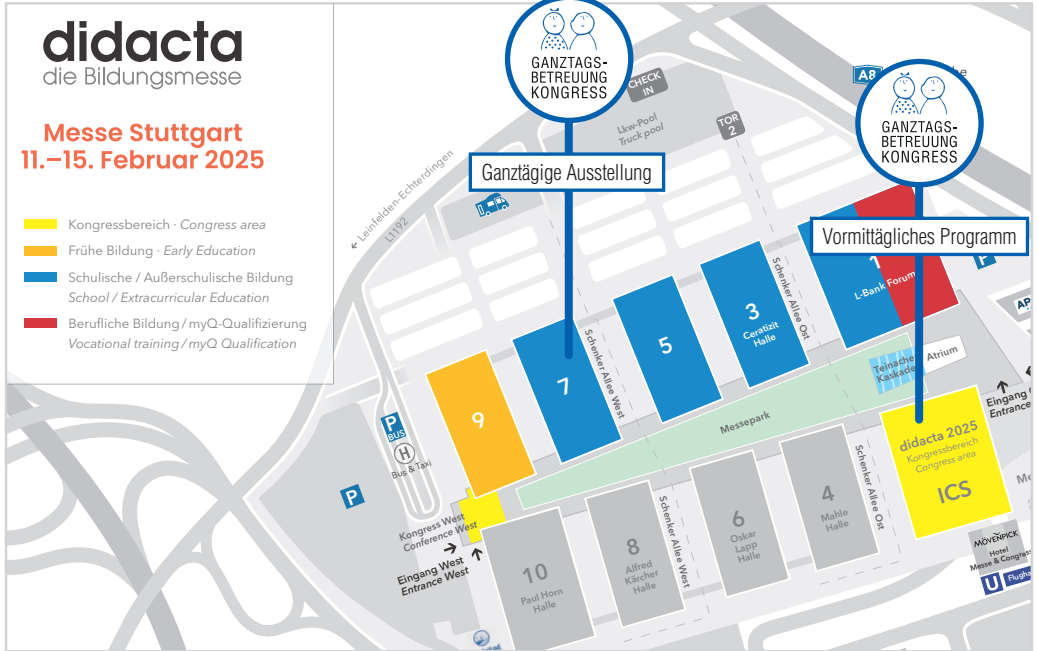 didacta
die Bildungsmesse
Messe Stuttgart
11.–15. Februar 2025
Kongressbereich · Congress area
Frühe Bildung · Early Education
Schulische / Außerschulische Bildung
School / Extracurricular Education
Berufliche Bildung / myQ-Qualifizierung
Vocational training / myQ Qualification
GANZTAGS-
BETREUUNG
KONGRESS
Ganztägige Ausstellung
GANZTAGS-
BETREUUNG
KONGRESS
Vormittägliches Programm
A8
CHECK
IN
Lkw-Pool
Truck pool
TOR
2
← Leinfelden-Echterdingen
L1192
1
L-Bank Forum
P
3
Ceratizit
Halle
5
7
9
Schenker Allee West
Schenker Allee Ost
Atrium
Messepark
Eingang
Entrance
didacta 2025
Kongressbereich
Congress area
ICS
P
BUS
H
Bus & Taxi
P
Kongress West
Conference West
Eingang West
Entrance West
10
Paul Horn
Halle
8
Alfred
Kärcher
Halle
Schenker Allee West
6
Oskar
Lapp
Halle
4
Mahle
Halle
Schenker Allee Ost
MÖVENPICK
Hotel
Messe & Congress
U